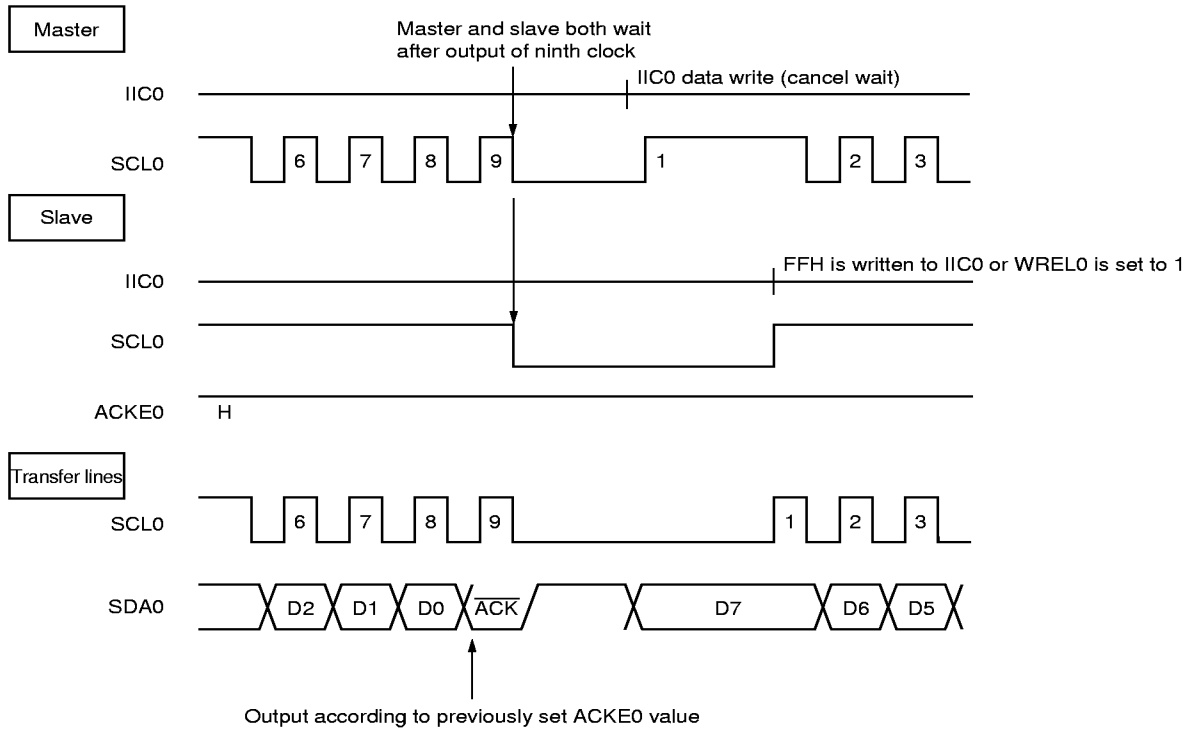 Master
Master and slave both wait
after output of ninth clock
IIC0 data write (cancel wait)
IIC0
SCL0 6 7 8 9 1 2 3
Slave
FFH is written to IIC0 or WREL0 is set to 1
IIC0
SCL0
ACKE0 H
Transfer lines
SCL0 6 7 8 9 1 2 3
SDA0 D2 D1 D0 ACK D7 D6 D5
Output according to previously set ACKE0 value